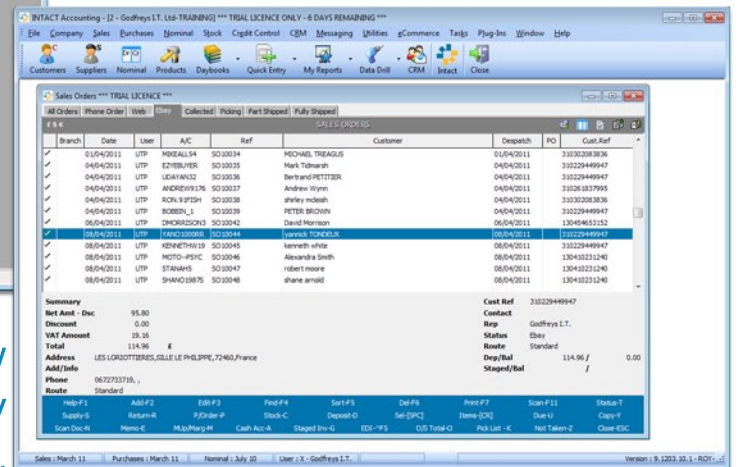 INTACT Accounting - [2 - Godfreys I.T. Ltd-TRAINING] *** TRIAL LICENCE ONLY - 6 DAYS REMAINING ***
File Company Sales Purchases Nominal Stock Credit Control CRM Messaging Utilities eCommerce Tasks Plug-Ins Window Help
Customers Suppliers Nominal Products Daybooks Quick Entry My Reports Data Drill CRM Intact Close
Sales Orders *** TRIAL LICENCE ***
All Orders Phone Order Web Ebay Collected Picking Part Shipped Fully Shipped
£ $ € SALES ORDERS
Branch Date User A/C Ref Customer Despatch PO Cust.Ref
01/04/2011 UTP MIKEALL54 SO10034 MICHAEL TREAGUS 01/04/2011 310302083836
04/04/2011 UTP EZYEBUYER SO10035 Mark Tidmarsh 04/04/2011 310229449947
04/04/2011 UTP UDAYAN32 SO10036 Bertrand PETITIER 04/04/2011 310229449947
04/04/2011 UTP ANDREW9176 SO10037 Andrew Wynn 04/04/2011 310261837995
04/04/2011 UTP RON.91FISH SO10038 shirley mcleish 04/04/2011 310302083836
04/04/2011 UTP BOBBIN_1 SO10039 PETER BROWN 04/04/2011 310229449947
06/04/2011 UTP DMORRISON3 SO10042 David Morrison 06/04/2011 130454653152
08/04/2011 UTP YANO1000RR SO10044 yannick TONDEUX 08/04/2011 310229449947
08/04/2011 UTP KENNETHW19 SO10045 kenneth white 08/04/2011 310229449947
08/04/2011 UTP MOTO--PSYC SO10046 Alexandra Smith 08/04/2011 130410231240
08/04/2011 UTP STANAH5 SO10047 robert moore 08/04/2011 130410231240
08/04/2011 UTP SHANO19875 SO10048 shane arnold 08/04/2011 130410231240
Summary Cust Ref 310229449947
Net Amt - Dsc 95.80 Contact
Discount 0.00 Rep Godfreys I.T.
VAT Amount 19.16 Status Ebay
Total 114.96 £ Route Standard
Address LES LORIOTTIERES,SILLE LE PHILIPPE,72460,France Dep/Bal 114.96 / 0.00
Add/Info Staged/Bal /
Phone 0672733719, ,
Route Standard
Help-F1 Add-F2 Edit-F3 Find-F4 Sort-F5 Del-F6 Print-F7 Scan-F11 Status-T
Supply-S Return-R P/Order-P Stock-C Deposit-D Sel-[SPC] Items-[CR] Due-U Copy-Y
Scan Doc-N Memo-E MUp/Marg-M Cash Acc-A Staged Inv-G EDI-^F5 O/S Total-O Pick List - K Not Taken-Z Close-ESC
Sales : March 11 Purchases : March 11 Nominal : July 10 User : X - Godfreys I.T. Version : 9.1203.10.1 - ROY-